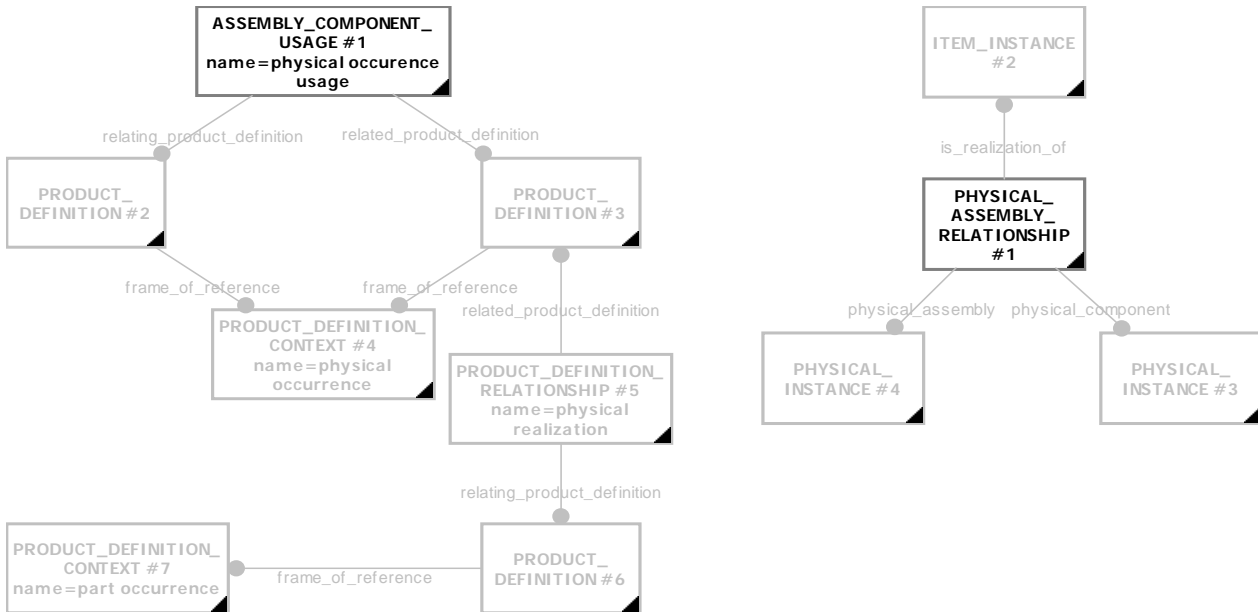 ASSEMBLY_COMPONENT_
USAGE #1
name=physical occurence
usage
relating_product_definition
related_product_definition
PRODUCT_
DEFINITION #2
PRODUCT_
DEFINITION #3
frame_of_reference
frame_of_reference
PRODUCT_DEFINITION_
CONTEXT #4
name=physical
occurrence
related_product_definition
PRODUCT_DEFINITION_
RELATIONSHIP #5
name=physical
realization
relating_product_definition
PRODUCT_DEFINITION_
CONTEXT #7
name=part occurrence
frame_of_reference
PRODUCT_
DEFINITION #6
ITEM_INSTANCE
#2
is_realization_of
PHYSICAL_
ASSEMBLY_
RELATIONSHIP
#1
physical_assembly
physical_component
PHYSICAL_
INSTANCE #4
PHYSICAL_
INSTANCE #3